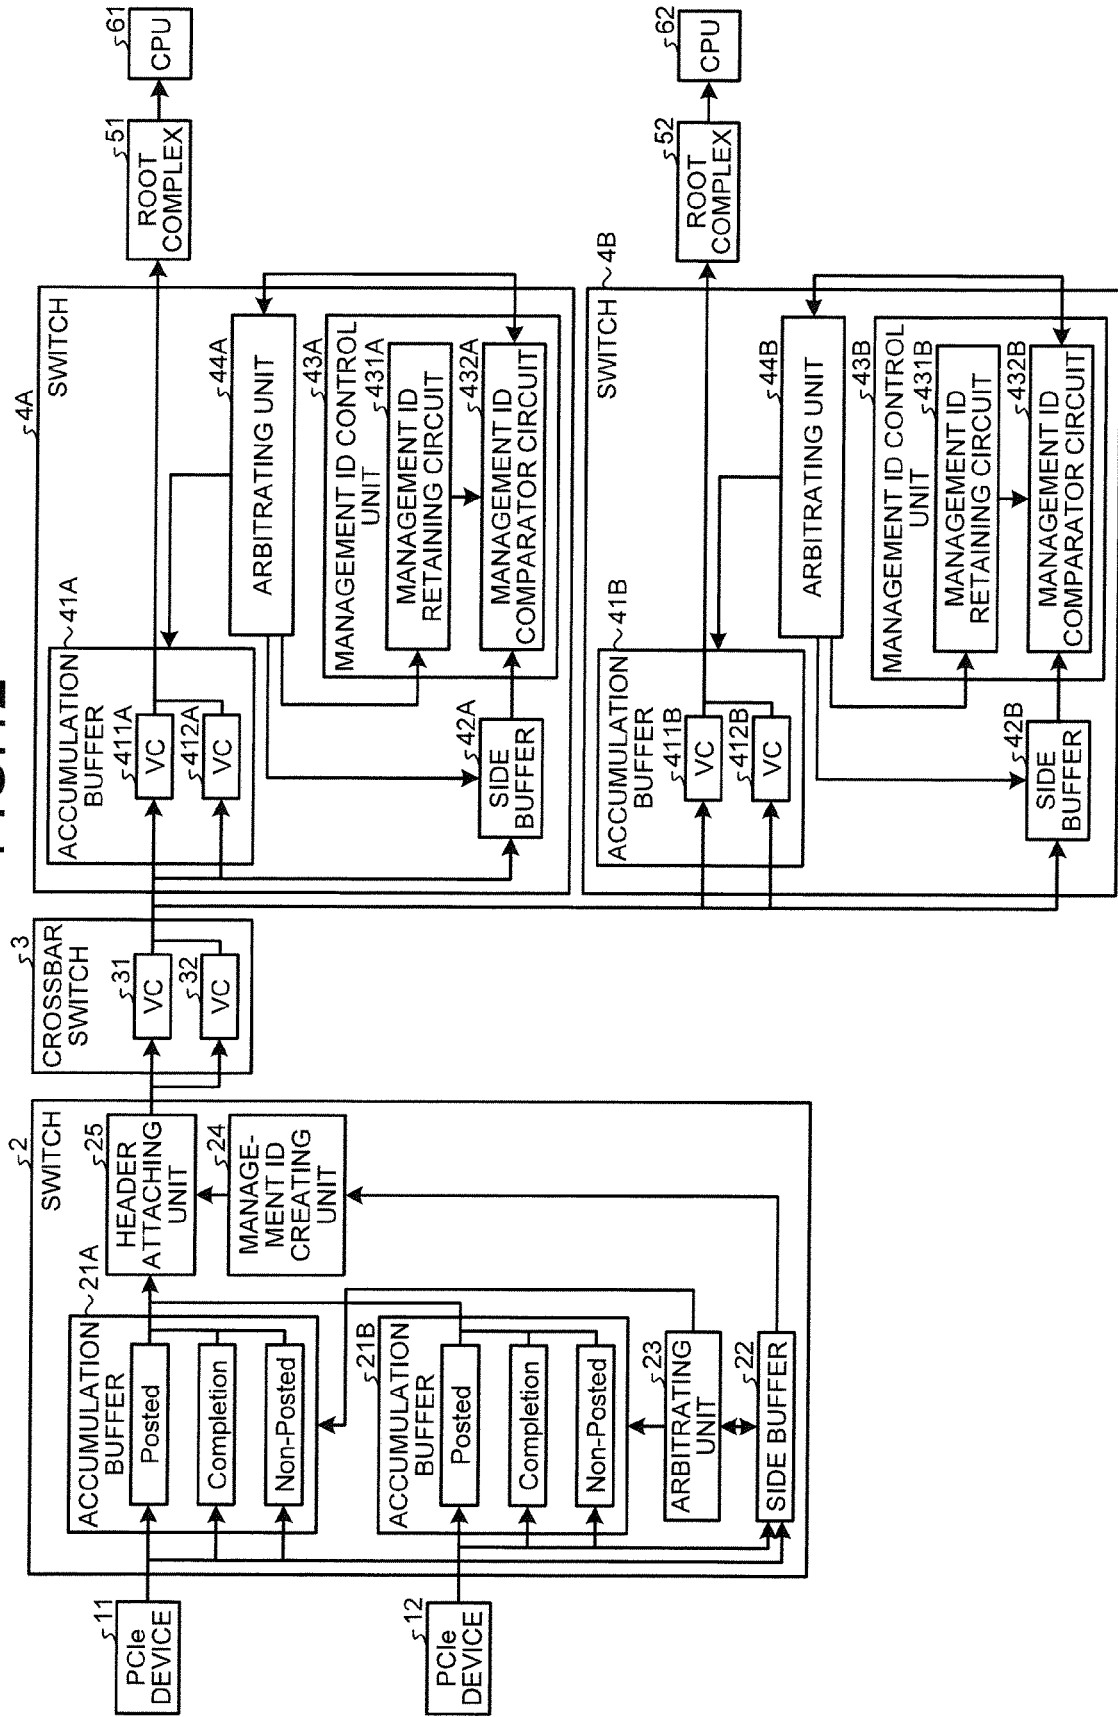 PCIe
DEVICE
11
PCIe
DEVICE
12
SWITCH
2
ACCUMULATION
BUFFER
21A
Posted
Completion
Non-Posted
ACCUMULATION
BUFFER
21B
Posted
Completion
Non-Posted
ARBITRATING
UNIT
23
SIDE BUFFER
22
HEADER
ATTACHING
UNIT
25
MANAGE-
MENT ID
CREATING
UNIT
24
CROSSBAR
SWITCH
3
VC
31
VC
32
4A
SWITCH
ACCUMULATION
BUFFER
41A
VC
411A
VC
412A
SIDE
BUFFER
42A
ARBITRATING UNIT
44A
MANAGEMENT ID CONTROL
UNIT
43A
MANAGEMENT ID
RETAINING CIRCUIT
431A
MANAGEMENT ID
COMPARATOR CIRCUIT
432A
ROOT
COMPLEX
51
CPU
61
4B
SWITCH
ACCUMULATION
BUFFER
41B
VC
411B
VC
412B
SIDE
BUFFER
42B
ARBITRATING UNIT
44B
MANAGEMENT ID CONTROL
UNIT
43B
MANAGEMENT ID
RETAINING CIRCUIT
431B
MANAGEMENT ID
COMPARATOR CIRCUIT
432B
ROOT
COMPLEX
52
CPU
62